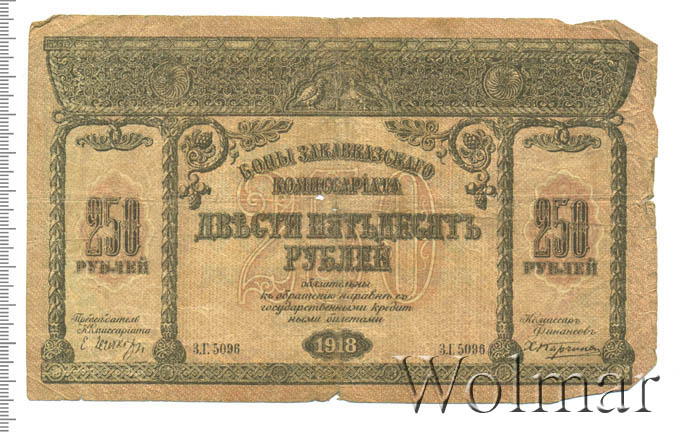 БОНЫ ЗАКАВКАЗСКАГО
КОМИССАРІАТА
250
ДВѢСТИ ПЯТЬДЕСЯТЪ
РУБЛЕЙ
250
РУБЛЕЙ
250
РУБЛЕЙ
обязательны
къ обращенію наравнѣ съ
государственными кредит
ными билетами
Предсѣдатель
Комиссаріата
Комиссаръ
Финансовъ
З.Г. 5096
1918
З.Г. 5096
Wolmar